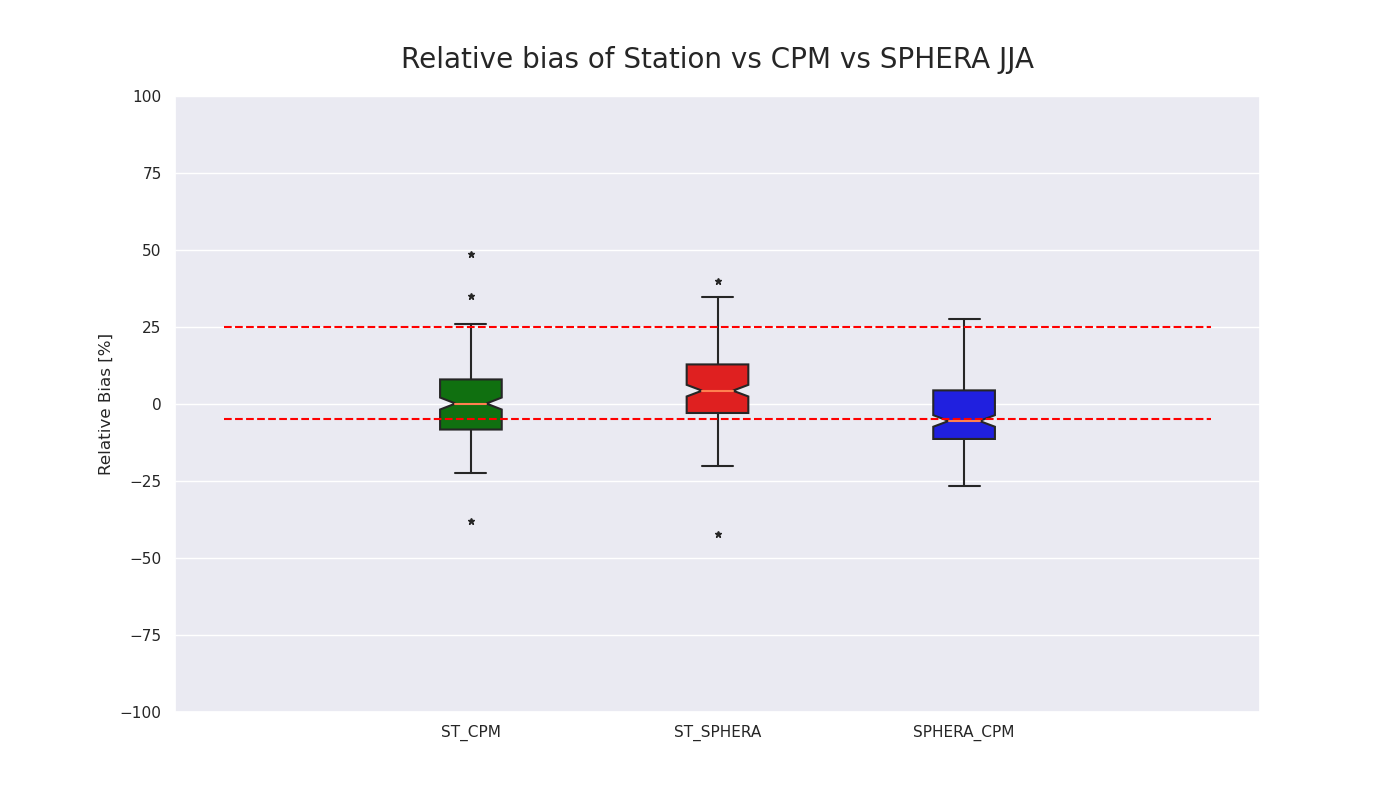 Relative bias of Station vs CPM vs SPHERA JJA
100
75
50
25
0
−25
−50
−75
−100
Relative Bias [%]
ST_CPM
ST_SPHERA
SPHERA_CPM